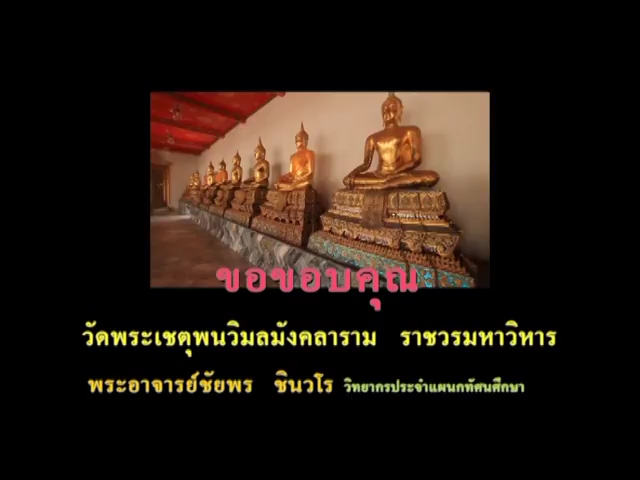 ขอขอบคุณ
วัดพระเชตุพนวิมลมังคลาราม ราชวรมหาวิหาร
พระอาจารย์ชัยพร ชินวโร วิทยากรประจำแผนกทัศนศึกษา